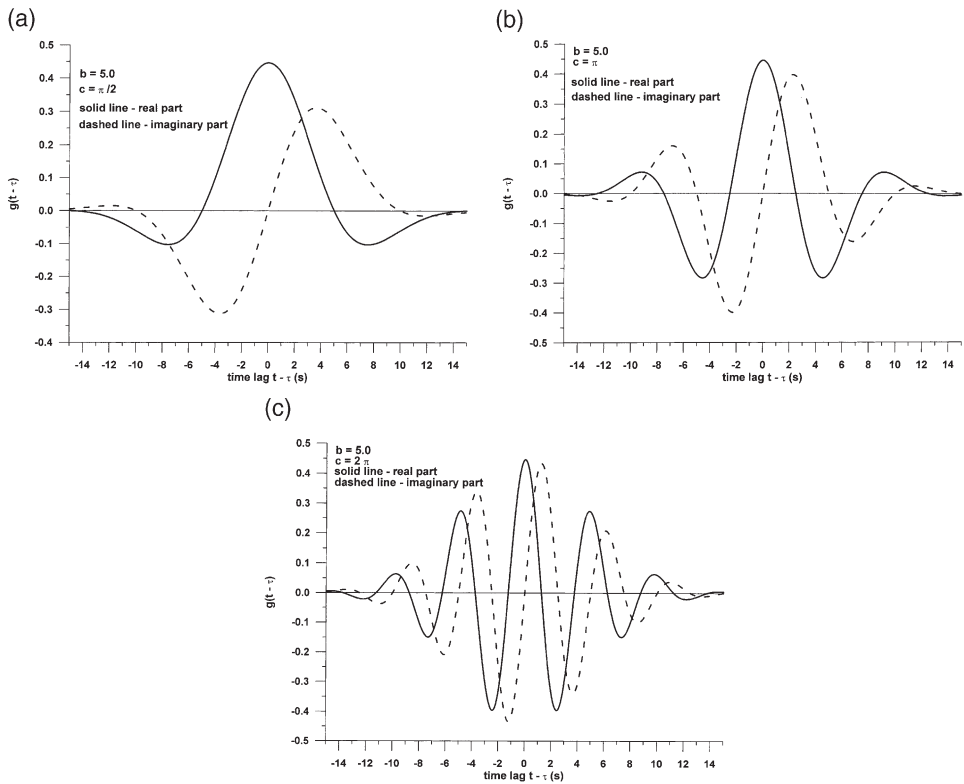 (a)
0.5
0.4
0.3
0.2
0.1
0.0
-0.1
-0.2
-0.3
-0.4
b = 5.0
c = π /2
solid line - real part
dashed line - imaginary part
g(t - τ)
-14 -12 -10 -8 -6 -4 -2 0 2 4 6 8 10 12 14
time lag t - τ (s)
(b)
0.5
0.4
0.3
0.2
0.1
0.0
-0.1
-0.2
-0.3
-0.4
-0.5
b = 5.0
c = π
solid line - real part
dashed line - imaginary part
g(t - τ)
-14 -12 -10 -8 -6 -4 -2 0 2 4 6 8 10 12 14
time lag t - τ (s)
(c)
0.5
0.4
0.3
0.2
0.1
0.0
-0.1
-0.2
-0.3
-0.4
-0.5
b = 5.0
c = 2 π
solid line - real part
dashed line - imaginary part
g(t - τ)
-14 -12 -10 -8 -6 -4 -2 0 2 4 6 8 10 12 14
time lag t - τ (s)